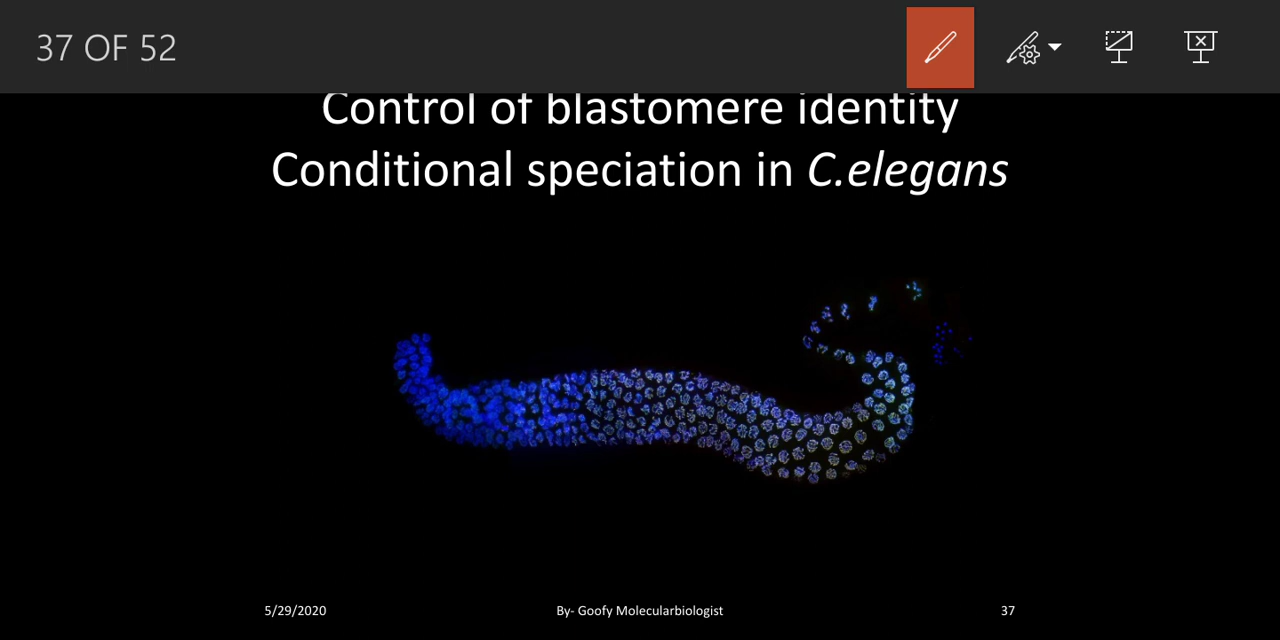 37 OF 52
Control of blastomere identity
Conditional speciation in C.elegans
5/29/2020
By- Goofy Molecularbiologist
37